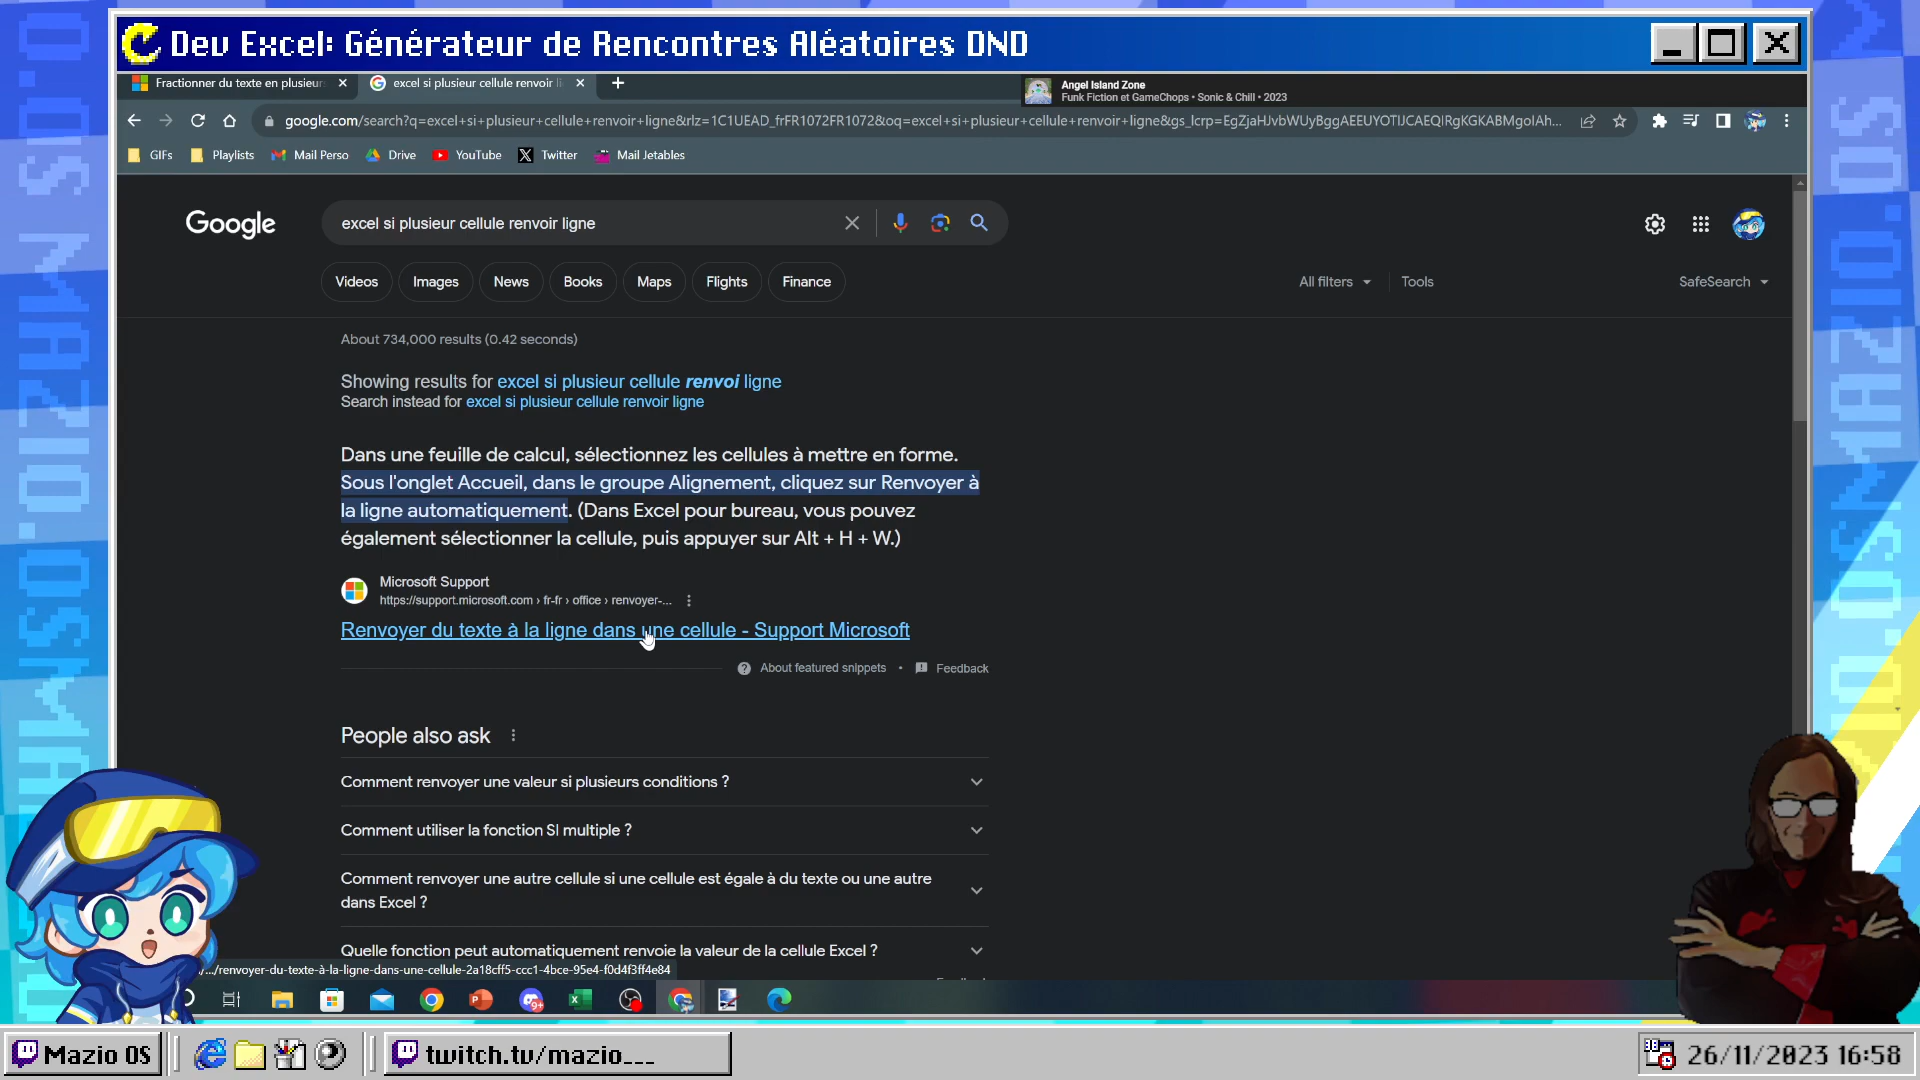 Dev Excel: Générateur de Rencontres Aléatoires DND
Fractionner du texte en plusieur
excel si plusieur cellule renvoir li
Angel Island Zone
Funk Fiction et GameChops • Sonic & Chill • 2023
google.com/search?q=excel+si+plusieur+cellule+renvoir+ligne&rlz=1C1UEAD_frFR1072FR1072&oq=excel+si+plusieur+cellule+renvoir+ligne&gs_lcrp=EgZjaHJvbWUyBggAEEUYOTIJCAEQIRgKGKABMgoIAh...
GIFs
Playlists
Mail Perso
Drive
YouTube
Twitter
Mail Jetables
Google
excel si plusieur cellule renvoir ligne
Videos
Images
News
Books
Maps
Flights
Finance
All filters
Tools
SafeSearch
About 734,000 results (0.42 seconds)
Showing results for excel si plusieur cellule renvoi ligne
Search instead for excel si plusieur cellule renvoir ligne
Dans une feuille de calcul, sélectionnez les cellules à mettre en forme.
Sous l'onglet Accueil, dans le groupe Alignement, cliquez sur Renvoyer à
la ligne automatiquement. (Dans Excel pour bureau, vous pouvez
également sélectionner la cellule, puis appuyer sur Alt + H + W.)
Microsoft Support
https://support.microsoft.com › fr-fr › office › renvoyer-...
Renvoyer du texte à la ligne dans une cellule - Support Microsoft
About featured snippets • Feedback
People also ask
Comment renvoyer une valeur si plusieurs conditions ?
Comment utiliser la fonction SI multiple ?
Comment renvoyer une autre cellule si une cellule est égale à du texte ou une autre
dans Excel ?
Quelle fonction peut automatiquement renvoie la valeur de la cellule Excel ?
/.../renvoyer-du-texte-à-la-ligne-dans-une-cellule-2a18cff5-ccc1-4bce-95e4-f0d4f3ff4e84
Mazio OS
twitch.tv/mazio___
26/11/2023 16:58